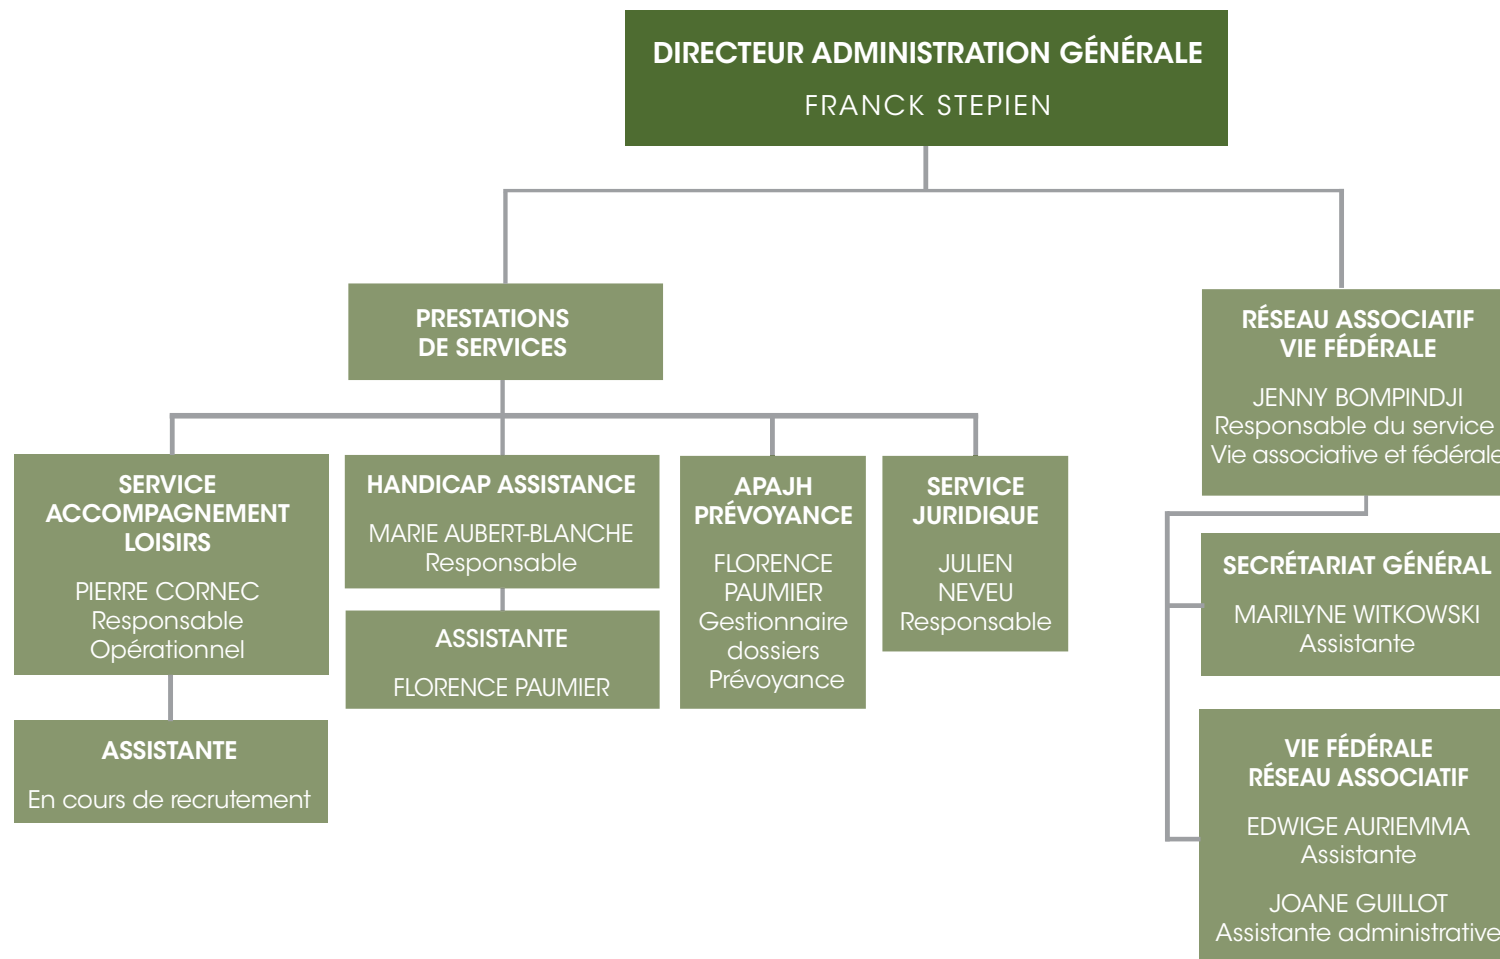 DIRECTEUR ADMINISTRATION GÉNÉRALE
FRANCK STEPIEN
PRESTATIONS
DE SERVICES
RÉSEAU ASSOCIATIF
VIE FÉDÉRALE
JENNY BOMPINDJI
Responsable du service
Vie associative et fédérale
SERVICE
ACCOMPAGNEMENT
LOISIRS
PIERRE CORNEC
Responsable
Opérationnel
ASSISTANTE
En cours de recrutement
HANDICAP ASSISTANCE
MARIE AUBERT-BLANCHE
Responsable
ASSISTANTE
FLORENCE PAUMIER
APAJH
PRÉVOYANCE
FLORENCE
PAUMIER
Gestionnaire
dossiers
Prévoyance
SERVICE
JURIDIQUE
JULIEN
NEVEU
Responsable
SECRÉTARIAT GÉNÉRAL
MARILYNE WITKOWSKI
Assistante
VIE FÉDÉRALE
RÉSEAU ASSOCIATIF
EDWIGE AURIEMMA
Assistante
JOANE GUILLOT
Assistante administrative